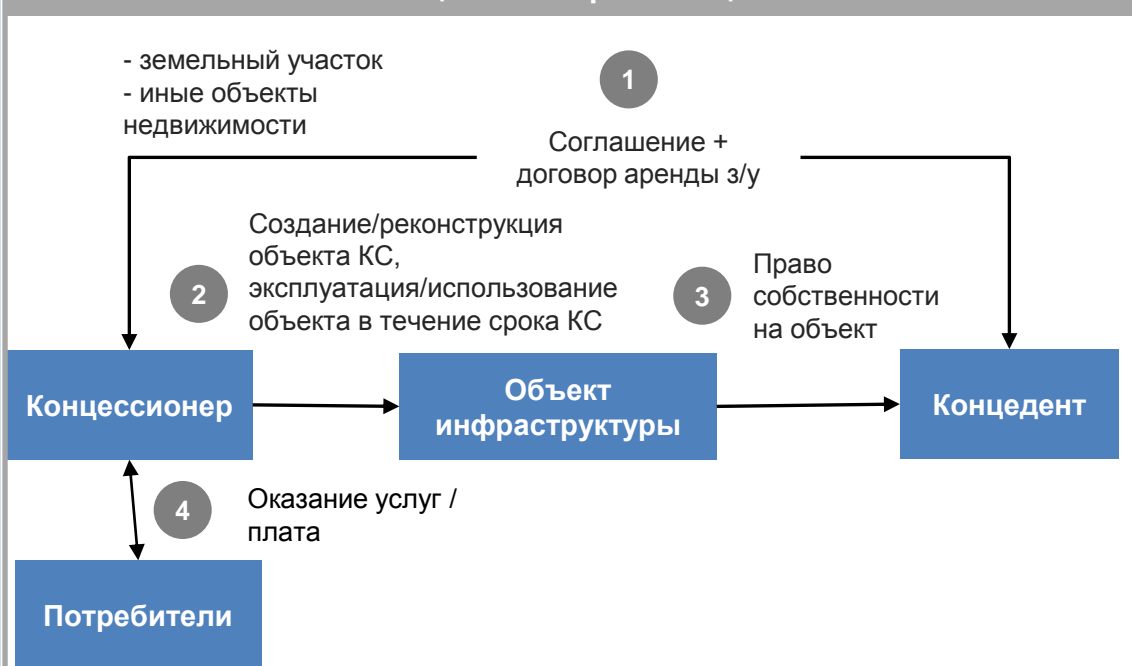 - земельный участок
- иные объекты
недвижимости
1
Соглашение +
договор аренды з/у
Создание/реконструкция
объекта КС,
эксплуатация/использование
объекта в течение срока КС
2
3
Право
собственности
на объект
Концессионер
Объект
инфраструктуры
Концедент
4
Оказание услуг /
плата
Потребители